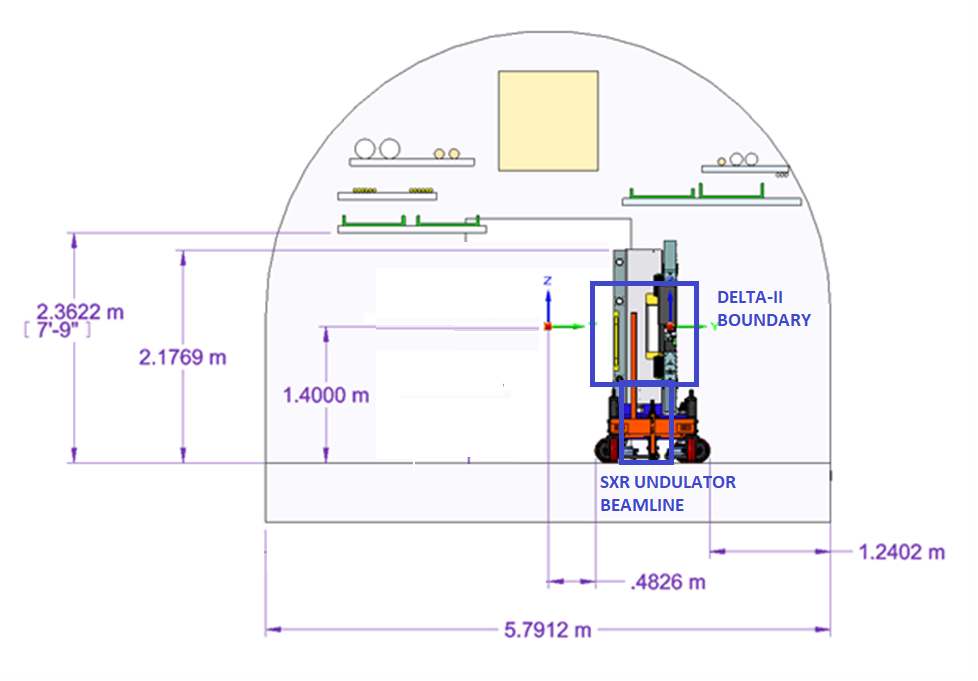 Z
2.3622 m
[ 7'-9" ]
2.1769 m
1.4000 m
DELTA-II
BOUNDARY
Y
SXR UNDULATOR
BEAMLINE
1.2402 m
.4826 m
5.7912 m